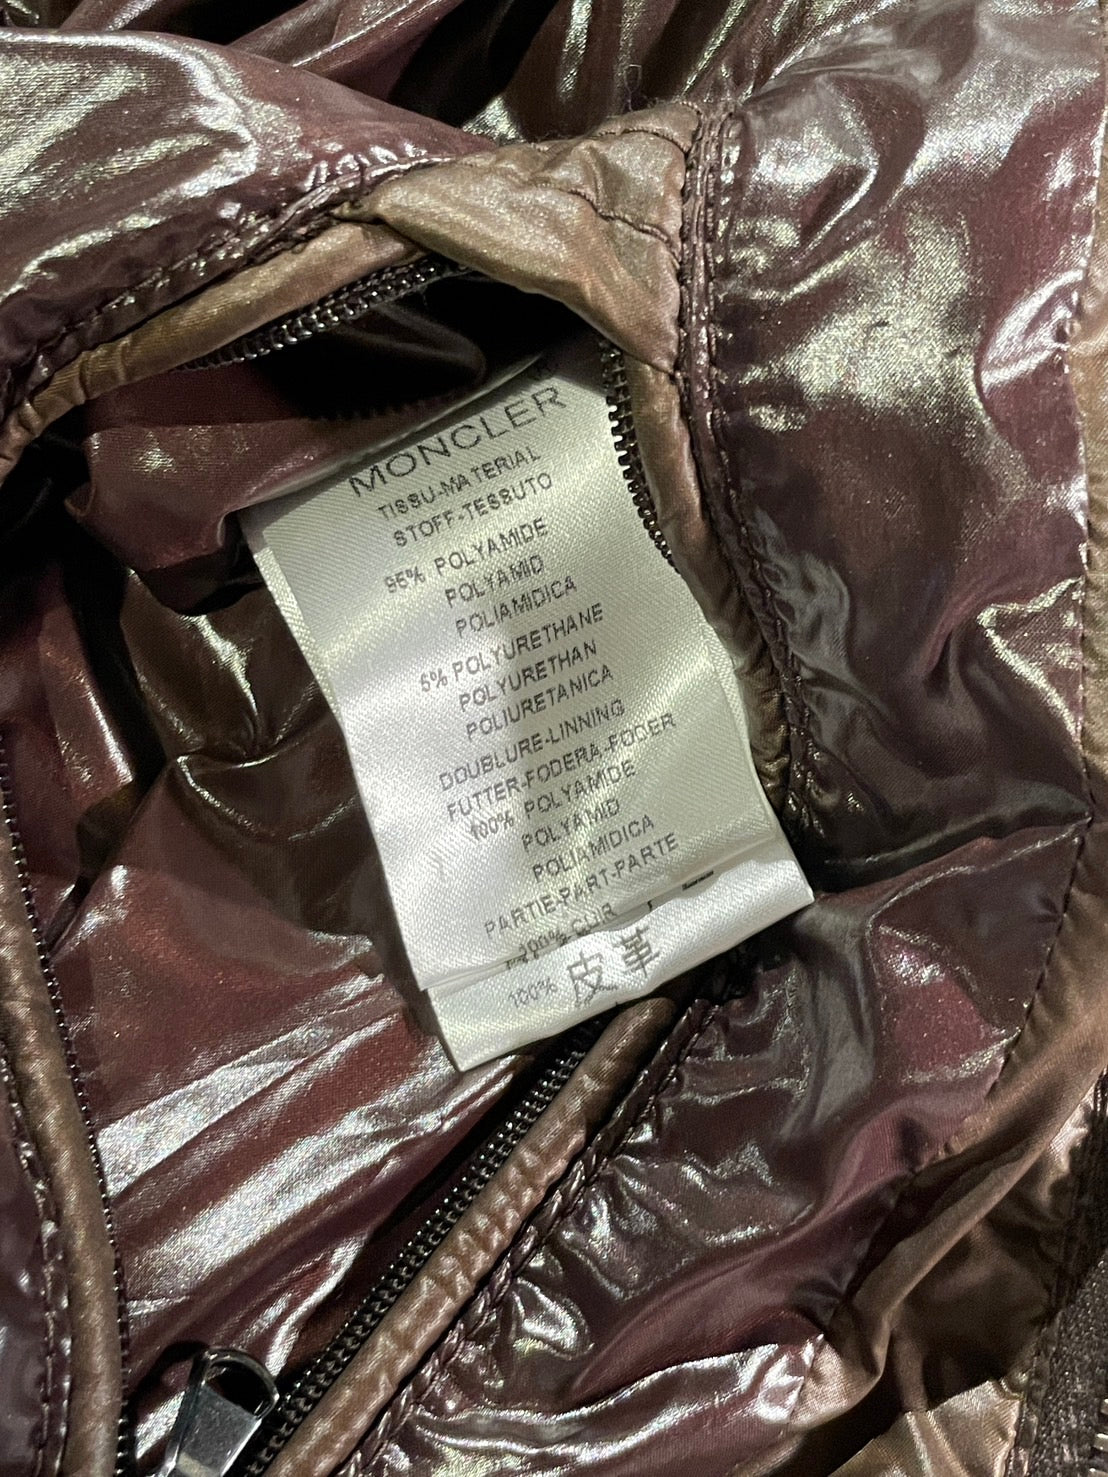 MONCLER
TISSU-MATERIAL
STOFF-TESSUTO
95% POLYAMIDE
POLYAMID
POLIAMIDICA
5% POLYURETHANE
POLYURETHAN
POLIURETANICA
DOUBLURE-LINNING
FUTTER-FODERA-FODER
100% POLYAMIDE
POLYAMID
POLIAMIDICA
PARTIE-PART-PARTE
100% CUIR
100% 皮革